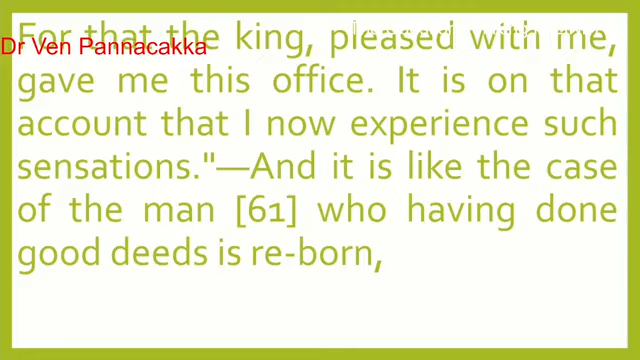 For that the king, pleased with me,
Dr Ven Pannacakka
gave me this office. It is on that
account that I now experience such
sensations."—And it is like the case
of the man [61] who having done
good deeds is re-born,